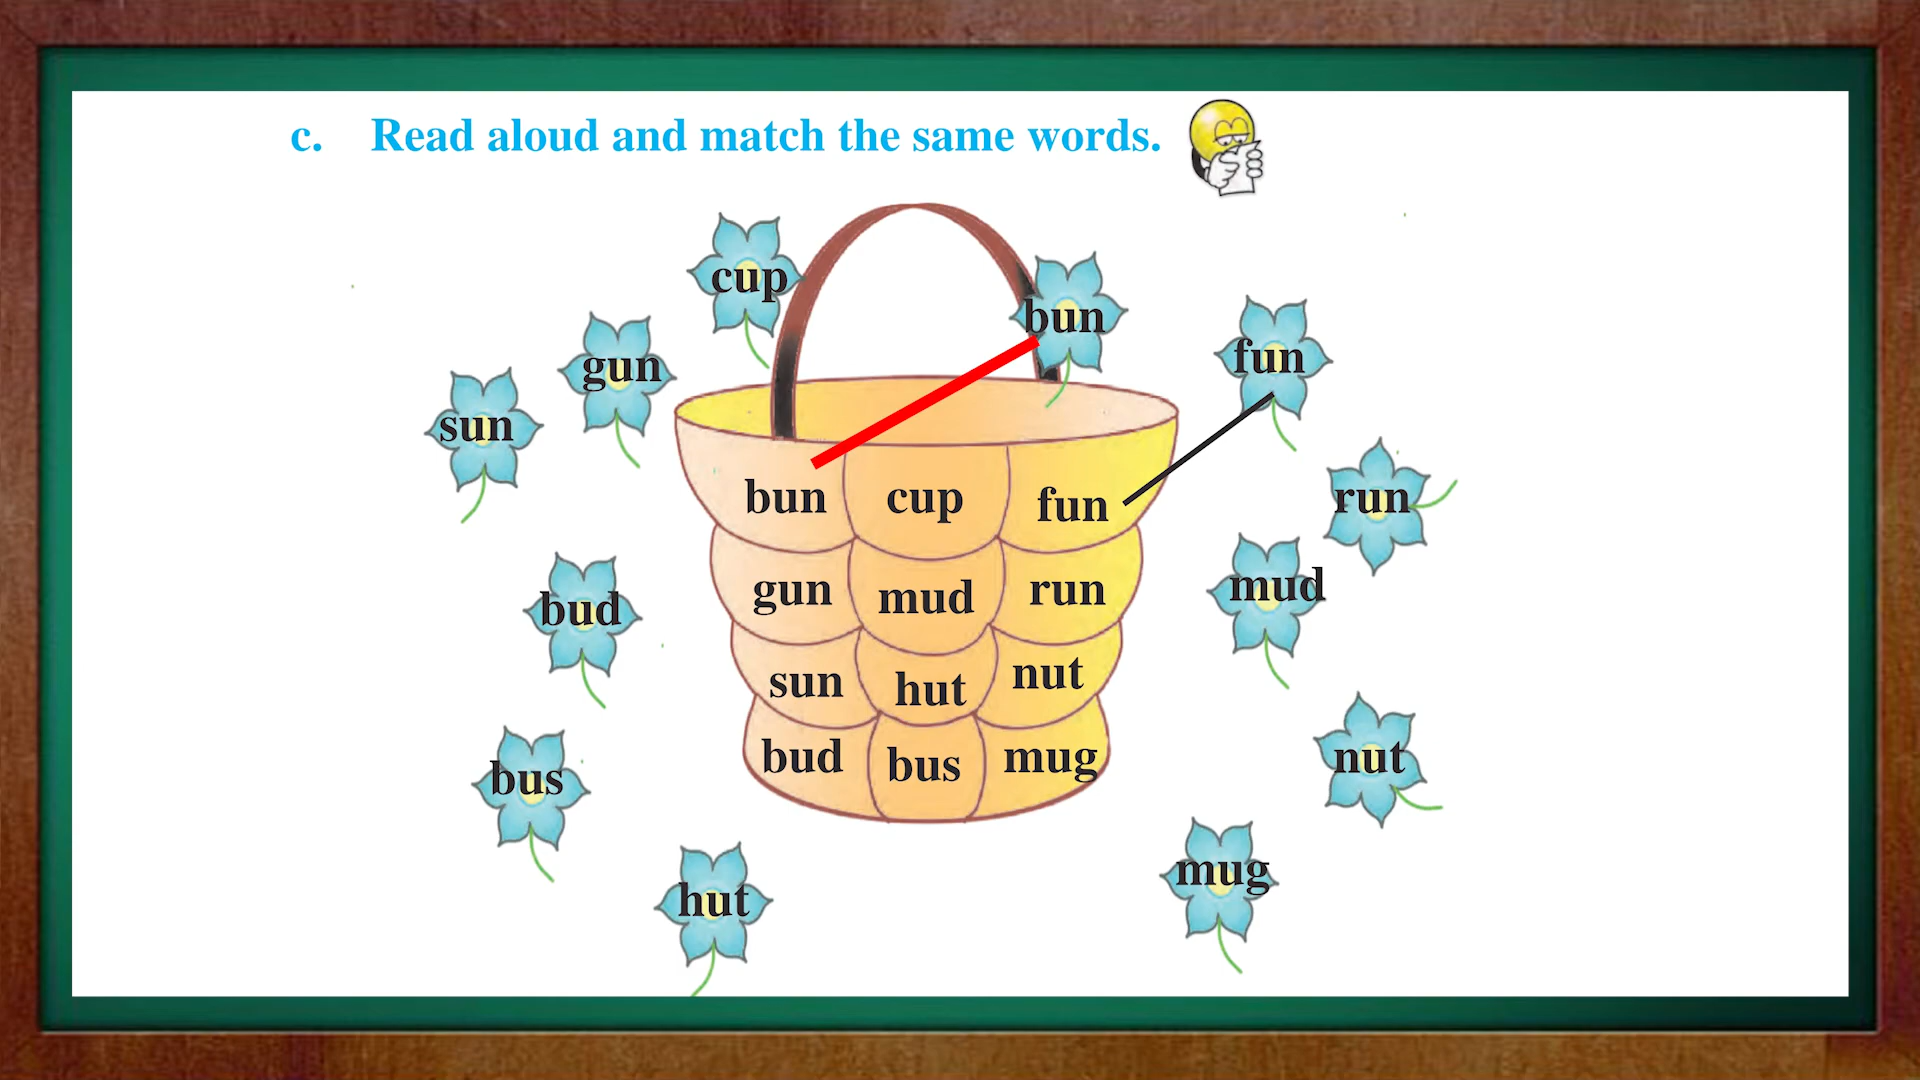 c. Read aloud and match the same words.
cup
bun
gun
fun
sun
run
bun cup fun
gun mud run
bud
mud
sun hut nut
bud bus mug
bus
nut
hut
mug